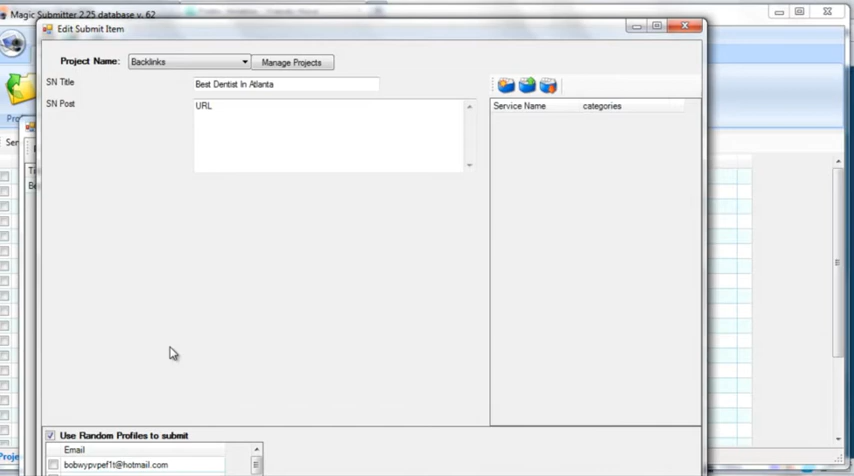 Magic Submitter 2.25 database v. 62
Edit Submit Item
Project Name: Backlinks Manage Projects
SN Title Best Dentist In Atlanta
SN Post URL
Service Name categories
Use Random Profiles to submit
Email
bobwypvpef1t@hotmail.com